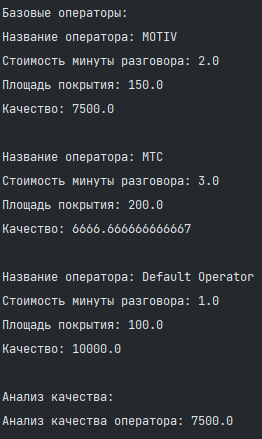 Базовые операторы:
Название оператора: MOTIV
Стоимость минуты разговора: 2.0
Площадь покрытия: 150.0
Качество: 7500.0
Название оператора: МТС
Стоимость минуты разговора: 3.0
Площадь покрытия: 200.0
Качество: 6666.666666666667
Название оператора: Default Operator
Стоимость минуты разговора: 1.0
Площадь покрытия: 100.0
Качество: 10000.0
Анализ качества:
Анализ качества оператора: 7500.0